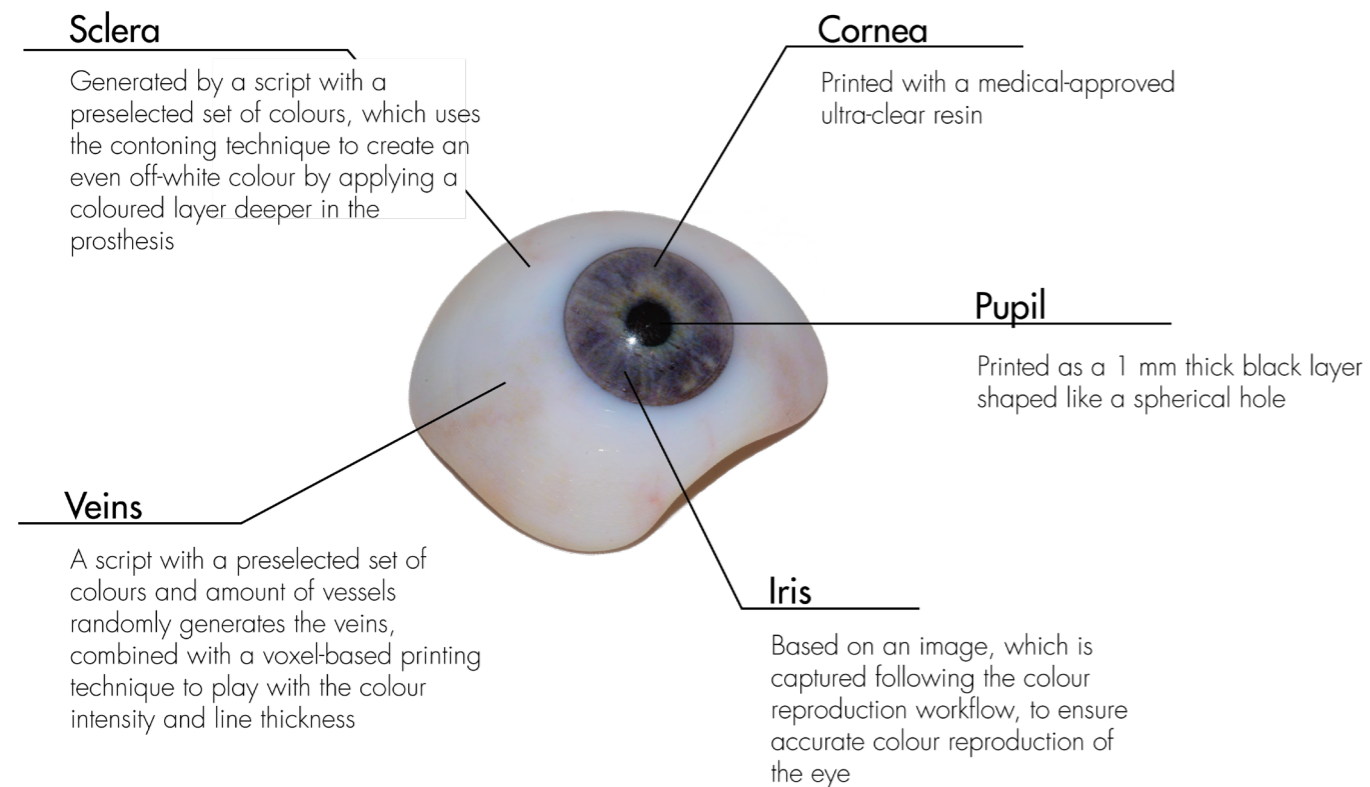 Sclera
Generated by a script with a
preselected set of colours, which uses
the contoning technique to create an
even off-white colour by applying a
coloured layer deeper in the
prosthesis
Cornea
Printed with a medical-approved
ultra-clear resin
Pupil
Printed as a 1 mm thick black layer
shaped like a spherical hole
Veins
A script with a preselected set of
colours and amount of vessels
randomly generates the veins,
combined with a voxel-based printing
technique to play with the colour
intensity and line thickness
Iris
Based on an image, which is
captured following the colour
reproduction workflow, to ensure
accurate colour reproduction of
the eye